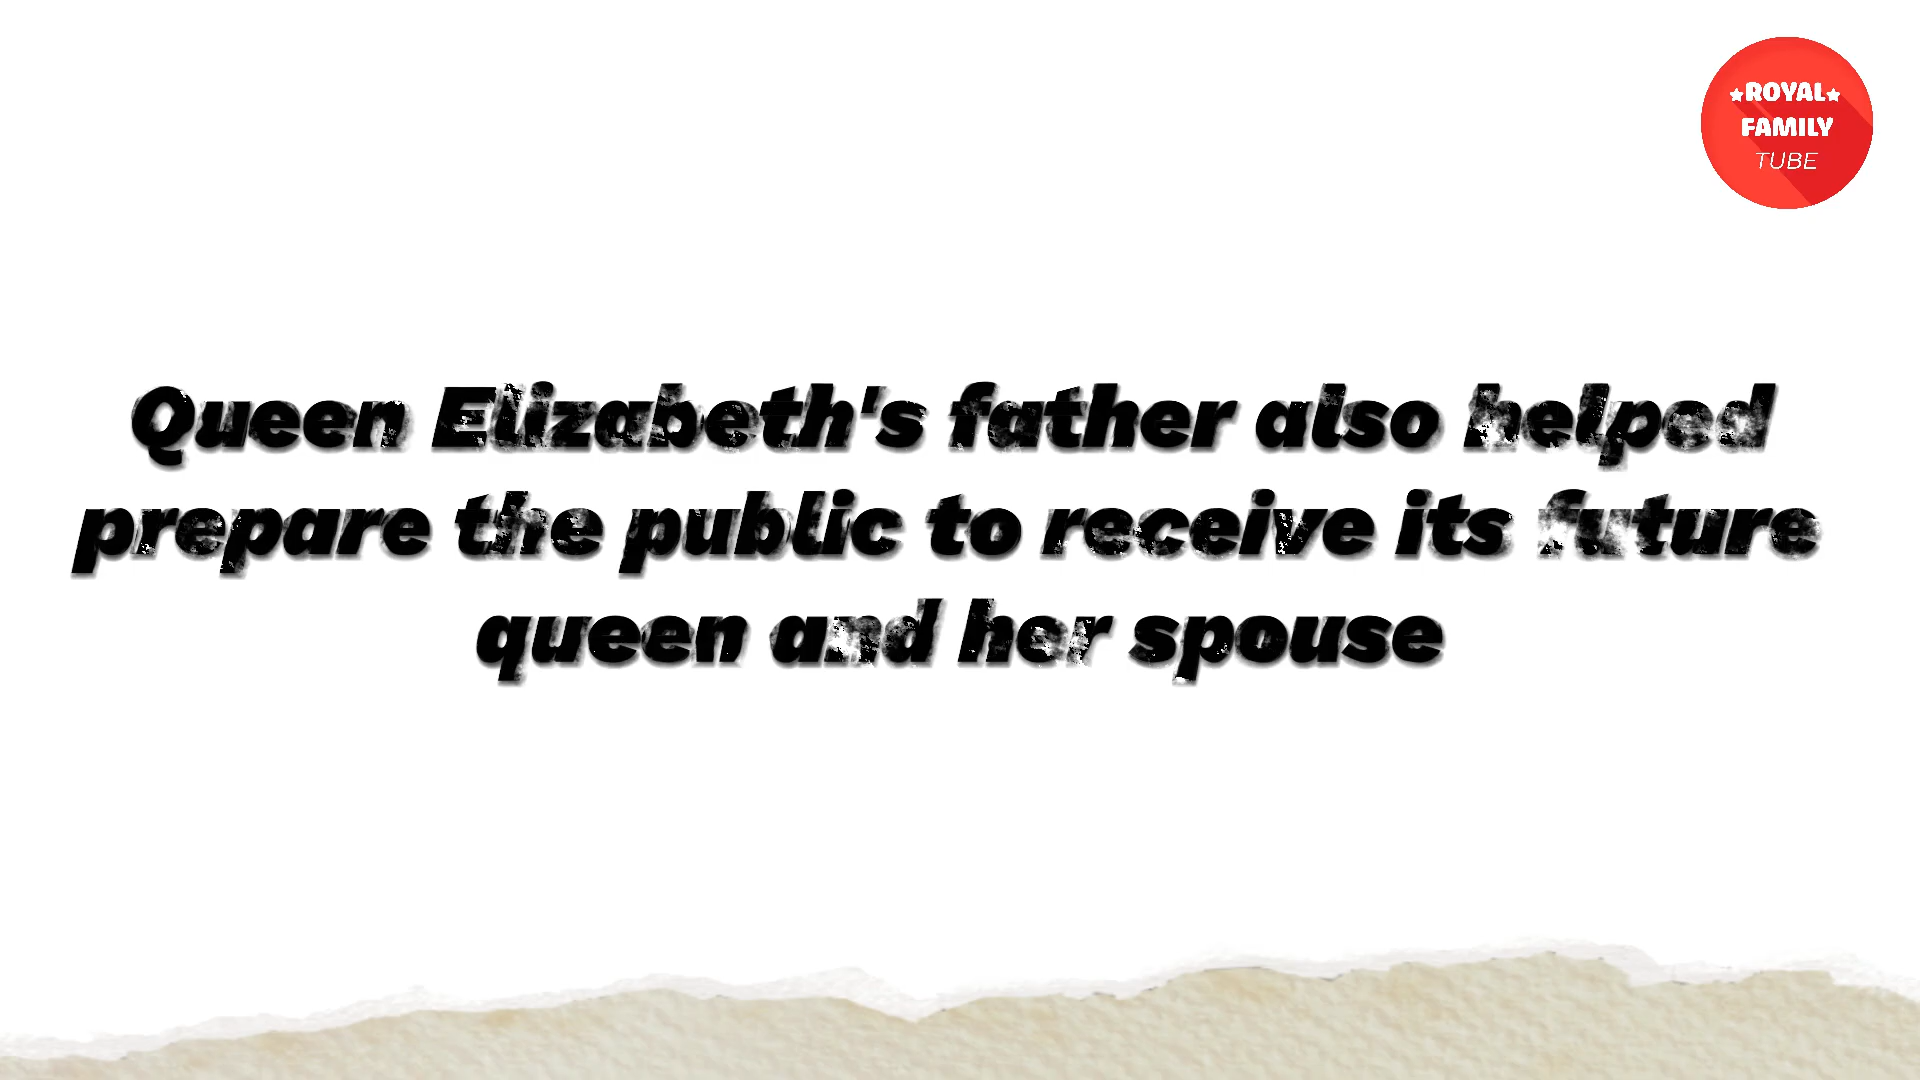 ★ROYAL★
FAMILY
TUBE
Queen Elizabeth's father also helped
prepare the public to receive its future
queen and her spouse